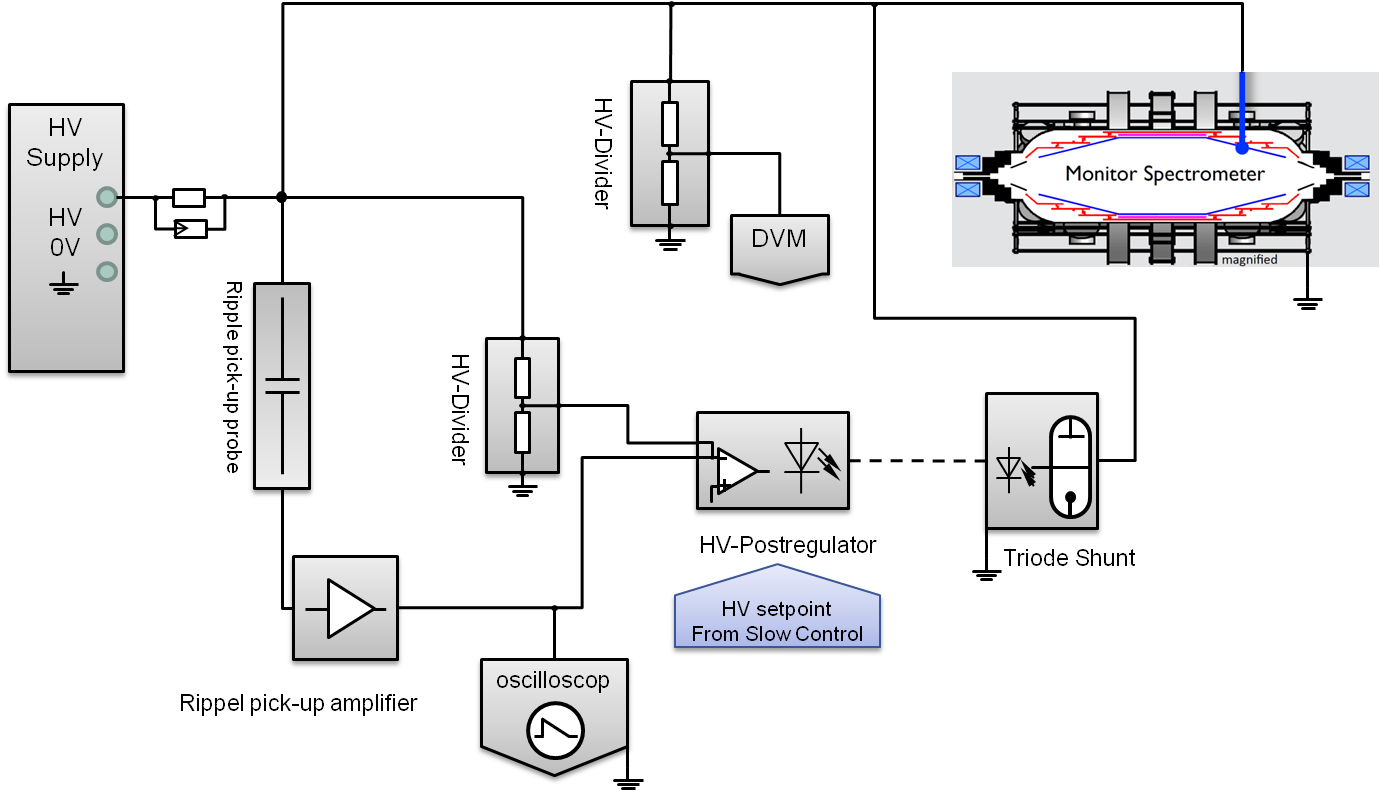 HV
Supply
HV
0V
HV-Divider
DVM
Monitor Spectrometer
magnified
Ripple pick-up probe
HV-Divider
HV-Postregulator
Triode Shunt
HV setpoint
From Slow Control
Rippel pick-up amplifier
oscilloscop